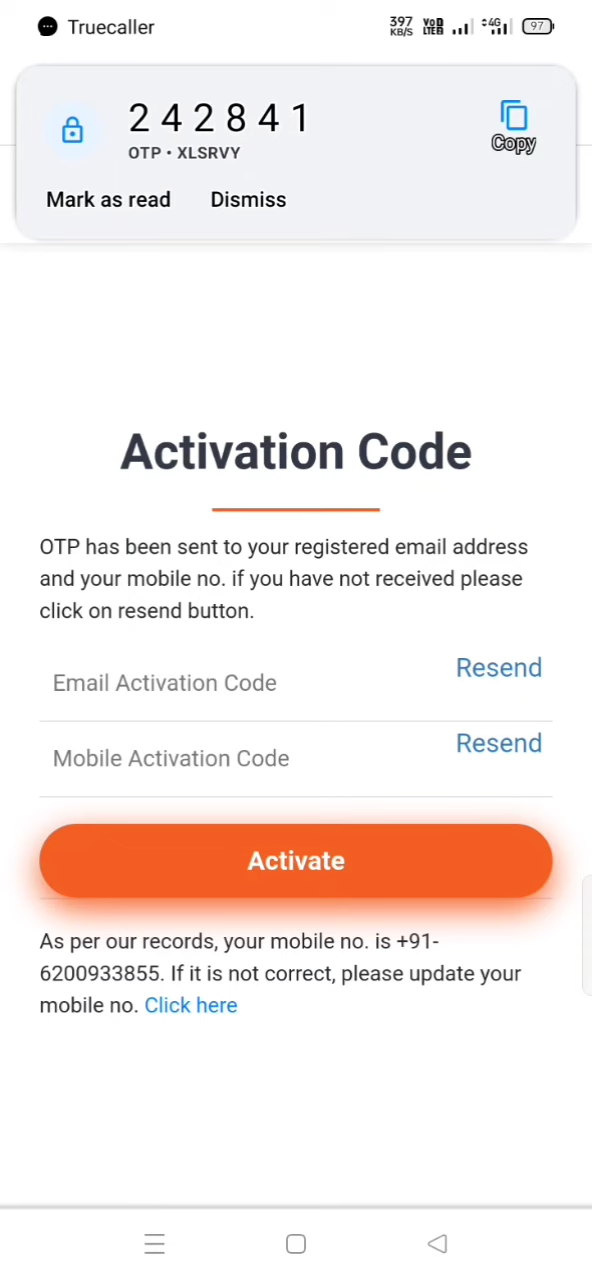 Truecaller
397 KB/S VoD LTE2 4G 97
242841
Copy
OTP • XLSRVY
Mark as read Dismiss
Activation Code
OTP has been sent to your registered email address
and your mobile no. if you have not received please
click on resend button.
Email Activation Code Resend
Mobile Activation Code Resend
Activate
As per our records, your mobile no. is +91-
6200933855. If it is not correct, please update your
mobile no. Click here